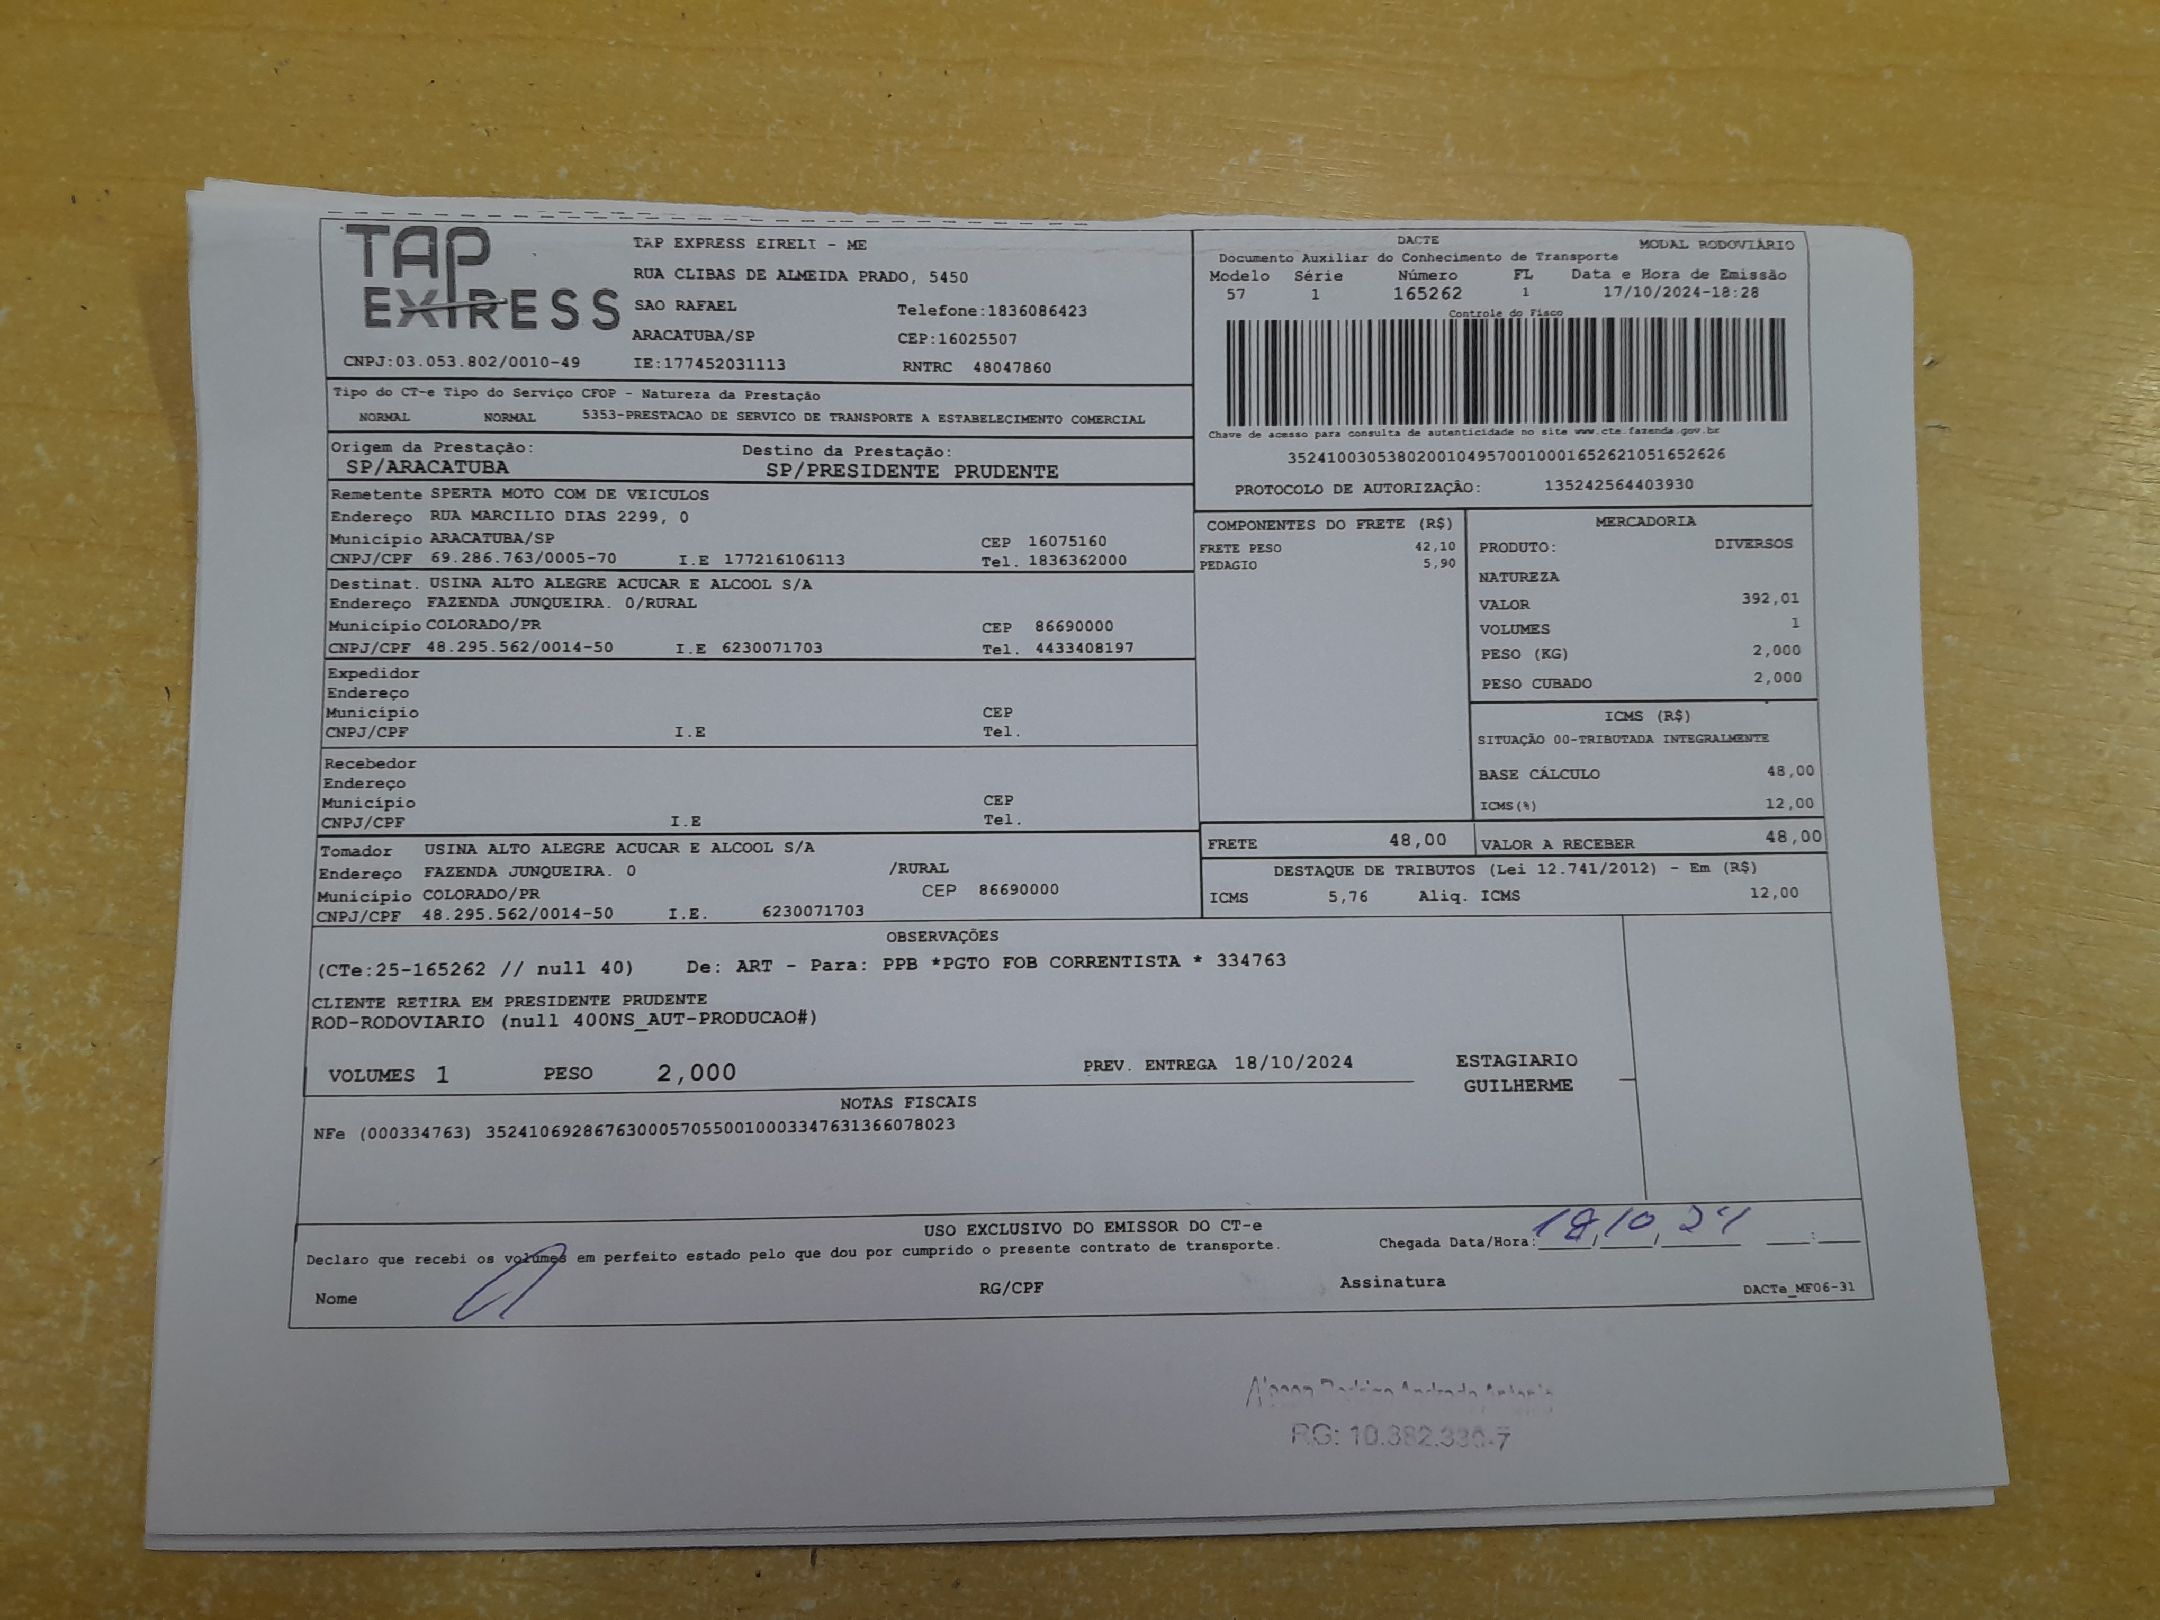 TAP EXPRESS
TAP EXPRESS EIRELI - ME
RUA CLIBAS DE ALMEIDA PRADO, 5450
SAO RAFAEL Telefone:1836086423
ARACATUBA/SP CEP:16025507
CNPJ:03.053.802/0010-49 IE:177452031113 RNTRC 48047860
DACTE MODAL RODOVIÁRIO
Documento Auxiliar do Conhecimento de Transporte
Modelo Série Número FL Data e Hora de Emissão
57 1 165262 1 17/10/2024-18:28
Controle do Fisco
Chave de acesso para consulta de autenticidade no site www.cte.fazenda.gov.br
35241003053802001049570010001652621051652626
PROTOCOLO DE AUTORIZAÇÃO: 135242564403930
Tipo do CT-e Tipo do Serviço CFOP - Natureza da Prestação
NORMAL NORMAL 5353-PRESTACAO DE SERVICO DE TRANSPORTE A ESTABELECIMENTO COMERCIAL
Origem da Prestação: Destino da Prestação:
SP/ARACATUBA SP/PRESIDENTE PRUDENTE
Remetente SPERTA MOTO COM DE VEICULOS
Endereço RUA MARCILIO DIAS 2299, 0
Município ARACATUBA/SP CEP 16075160
CNPJ/CPF 69.286.763/0005-70 I.E 177216106113 Tel. 1836362000
Destinat. USINA ALTO ALEGRE ACUCAR E ALCOOL S/A
Endereço FAZENDA JUNQUEIRA. 0/RURAL
Município COLORADO/PR CEP 86690000
CNPJ/CPF 48.295.562/0014-50 I.E 6230071703 Tel. 4433408197
Expedidor
Endereço
Município CEP
CNPJ/CPF I.E Tel.
Recebedor
Endereço
Município CEP
CNPJ/CPF I.E Tel.
Tomador USINA ALTO ALEGRE ACUCAR E ALCOOL S/A
Endereço FAZENDA JUNQUEIRA. 0 /RURAL
Município COLORADO/PR CEP 86690000
CNPJ/CPF 48.295.562/0014-50 I.E. 6230071703
COMPONENTES DO FRETE (R$)
FRETE PESO 42,10
PEDAGIO 5,90
MERCADORIA
PRODUTO: DIVERSOS
NATUREZA
VALOR 392,01
VOLUMES 1
PESO (KG) 2,000
PESO CUBADO 2,000
ICMS (R$)
SITUAÇÃO 00-TRIBUTADA INTEGRALMENTE
BASE CÁLCULO 48,00
ICMS(%) 12,00
FRETE 48,00 VALOR A RECEBER 48,00
DESTAQUE DE TRIBUTOS (Lei 12.741/2012) - Em (R$)
ICMS 5,76 Aliq. ICMS 12,00
OBSERVAÇÕES
(CTe:25-165262 // null 40) De: ART - Para: PPB *PGTO FOB CORRENTISTA * 334763
CLIENTE RETIRA EM PRESIDENTE PRUDENTE
ROD-RODOVIARIO (null 400NS_AUT-PRODUCAO#)
VOLUMES 1 PESO 2,000 PREV. ENTREGA 18/10/2024 ESTAGIARIO
GUILHERME
NOTAS FISCAIS
NFe (000334763) 35241069286763000570550010003347631366078023
USO EXCLUSIVO DO EMISSOR DO CT-e
Declaro que recebi os volumes em perfeito estado pelo que dou por cumprido o presente contrato de transporte. Chegada Data/Hora: 18/10/24
Nome RG/CPF Assinatura DACTe_MF06-31
RG: 10.382.330-7